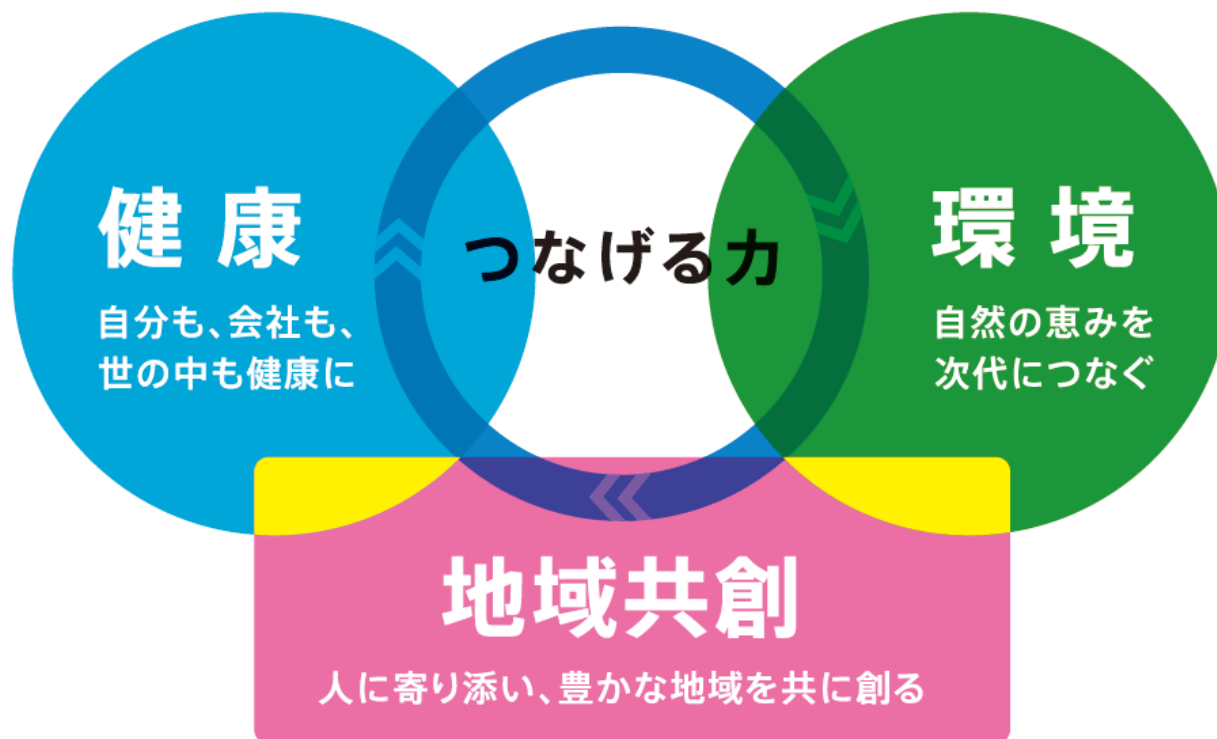 健康
自分も、会社も、
世の中も健康に
つなげる力
環境
自然の恵みを
次代につなぐ
地域共創
人に寄り添い、豊かな地域を共に創る